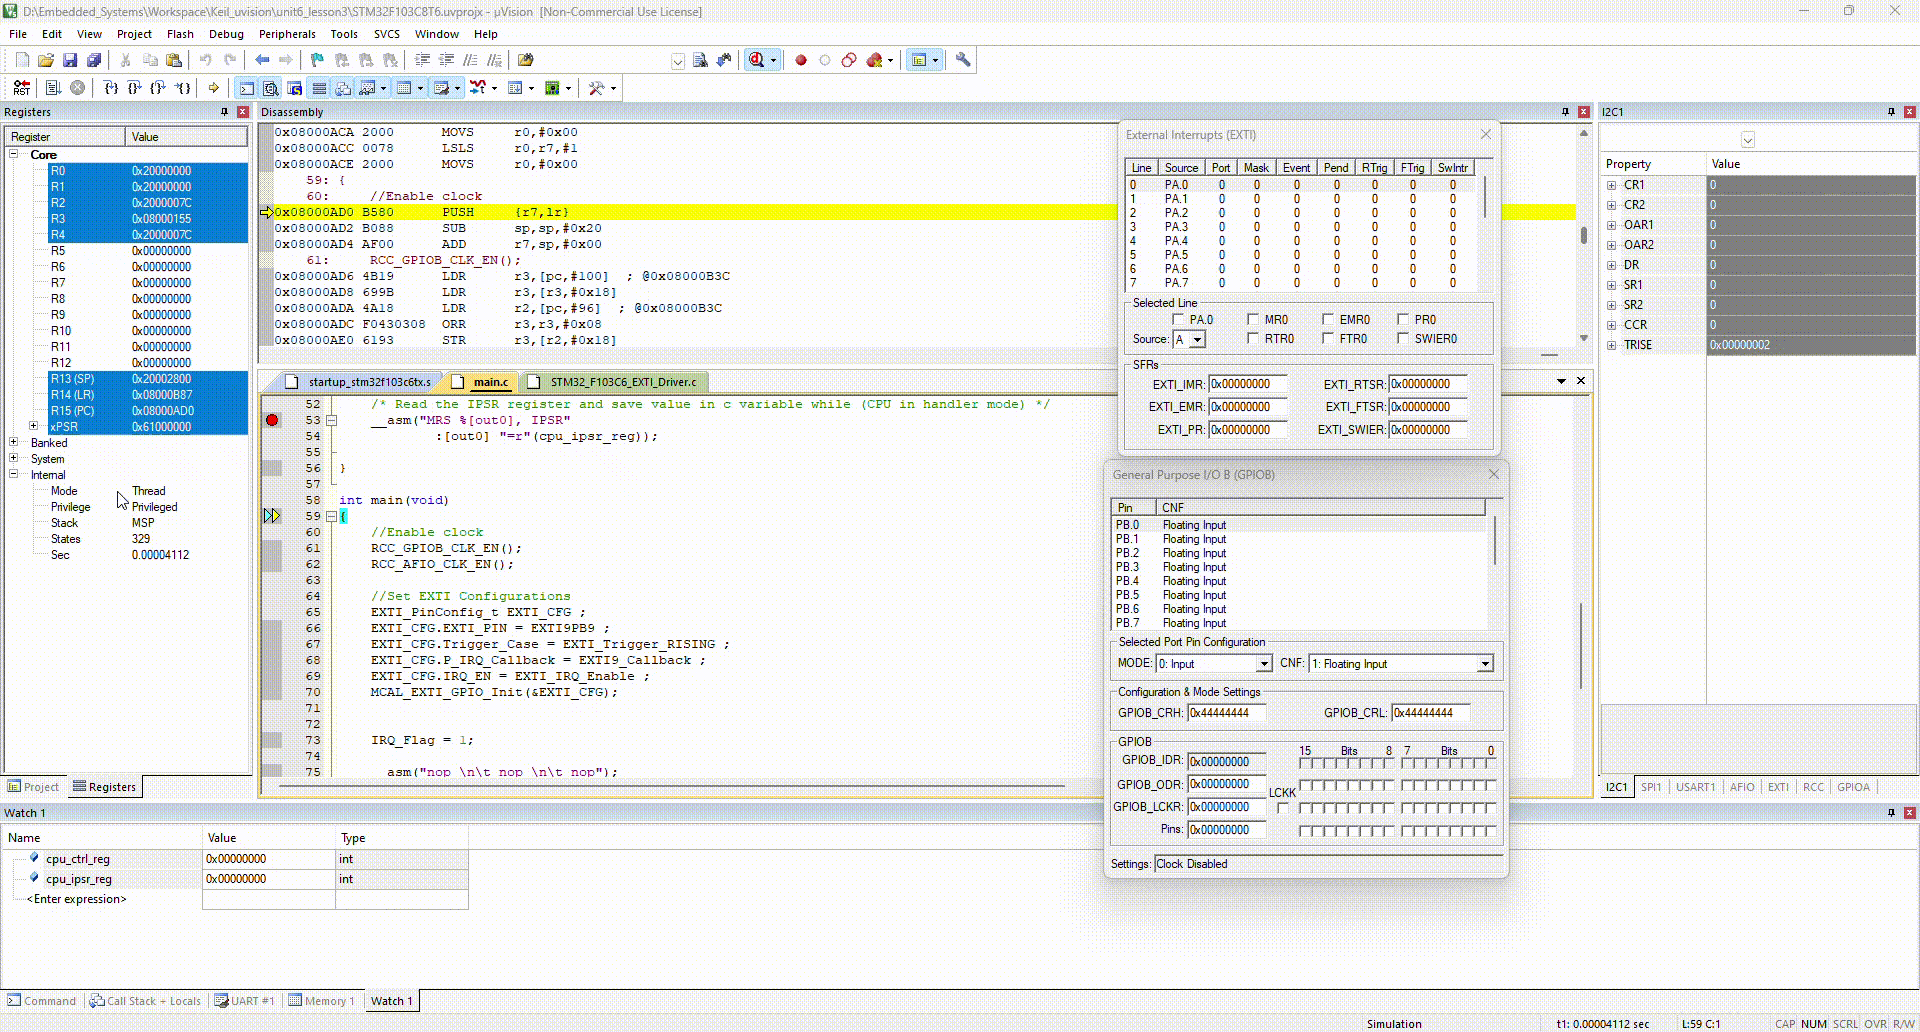 D:\Embedded_Systems\Workspace\Keil_uvision\unit6_lesson3\STM32F103C8T6.uvprojx - µVision  [Non-Commercial Use License]
File Edit View Project Flash Debug Peripherals Tools SVCS Window Help
RST
Registers
Register Value
Core
R0 0x20000000
R1 0x20000000
R2 0x2000007C
R3 0x08000155
R4 0x2000007C
R5 0x00000000
R6 0x00000000
R7 0x00000000
R8 0x00000000
R9 0x00000000
R10 0x00000000
R11 0x00000000
R12 0x00000000
R13 (SP) 0x20002800
R14 (LR) 0x08000B87
R15 (PC) 0x08000AD0
xPSR 0x61000000
Banked
System
Internal
Mode Thread
Privilege Privileged
Stack MSP
States 329
Sec 0.00004112
Project Registers
Disassembly
0x08000ACA 2000 MOVS r0,#0x00
0x08000ACC 0078 LSLS r0,r7,#1
0x08000ACE 2000 MOVS r0,#0x00
59: {
60: //Enable clock
0x08000AD0 B580 PUSH {r7,lr}
0x08000AD2 B088 SUB sp,sp,#0x20
0x08000AD4 AF00 ADD r7,sp,#0x00
61: RCC_GPIOB_CLK_EN();
0x08000AD6 4B19 LDR r3,[pc,#100] ; @0x08000B3C
0x08000AD8 699B LDR r3,[r3,#0x18]
0x08000ADA 4A18 LDR r2,[pc,#96] ; @0x08000B3C
0x08000ADC F0430308 ORR r3,r3,#0x08
0x08000AE0 6193 STR r3,[r2,#0x18]
startup_stm32f103c6tx.s main.c STM32_F103C6_EXTI_Driver.c
52 /* Read the IPSR register and save value in c variable while (CPU in handler mode) */
53 __asm("MRS %[out0], IPSR"
54 :[out0] "=r"(cpu_ipsr_reg));
55
56 }
57
58 int main(void)
59 {
60 //Enable clock
61 RCC_GPIOB_CLK_EN();
62 RCC_AFIO_CLK_EN();
63
64 //Set EXTI Configurations
65 EXTI_PinConfig_t EXTI_CFG ;
66 EXTI_CFG.EXTI_PIN = EXTI9PB9 ;
67 EXTI_CFG.Trigger_Case = EXTI_Trigger_RISING ;
68 EXTI_CFG.P_IRQ_Callback = EXTI9_Callback ;
69 EXTI_CFG.IRQ_EN = EXTI_IRQ_Enable ;
70 MCAL_EXTI_GPIO_Init(&EXTI_CFG);
71
72
73 IRQ_Flag = 1;
74
75 asm("nop \n\t nop \n\t nop");
External Interrupts (EXTI)
Line Source Port Mask Event Pend RTrig FTrig SwIntr
0 PA.0 0 0 0 0 0 0 0
1 PA.1 0 0 0 0 0 0 0
2 PA.2 0 0 0 0 0 0 0
3 PA.3 0 0 0 0 0 0 0
4 PA.4 0 0 0 0 0 0 0
5 PA.5 0 0 0 0 0 0 0
6 PA.6 0 0 0 0 0 0 0
7 PA.7 0 0 0 0 0 0 0
Selected Line
PA.0 MR0 EMR0 PR0
Source: A RTR0 FTR0 SWIER0
SFRs
EXTI_IMR: 0x00000000 EXTI_RTSR: 0x00000000
EXTI_EMR: 0x00000000 EXTI_FTSR: 0x00000000
EXTI_PR: 0x00000000 EXTI_SWIER: 0x00000000
General Purpose I/O B (GPIOB)
Pin CNF
PB.0 Floating Input
PB.1 Floating Input
PB.2 Floating Input
PB.3 Floating Input
PB.4 Floating Input
PB.5 Floating Input
PB.6 Floating Input
PB.7 Floating Input
Selected Port Pin Configuration
MODE: 0: Input CNF: 1: Floating Input
Configuration & Mode Settings
GPIOB_CRH: 0x44444444 GPIOB_CRL: 0x44444444
GPIOB
15 Bits 8 7 Bits 0
GPIOB_IDR: 0x00000000
GPIOB_ODR: 0x00000000
LCKK
GPIOB_LCKR: 0x00000000
Pins: 0x00000000
Settings: Clock Disabled
I2C1
Property Value
CR1 0
CR2 0
OAR1 0
OAR2 0
DR 0
SR1 0
SR2 0
CCR 0
TRISE 0x00000002
I2C1 SPI1 USART1 AFIO EXTI RCC GPIOA
Watch 1
Name Value Type
cpu_ctrl_reg 0x00000000 int
cpu_ipsr_reg 0x00000000 int
<Enter expression>
Command Call Stack + Locals UART #1 Memory 1 Watch 1
Simulation t1: 0.00004112 sec L:59 C:1 CAP NUM SCRL OVR R/W